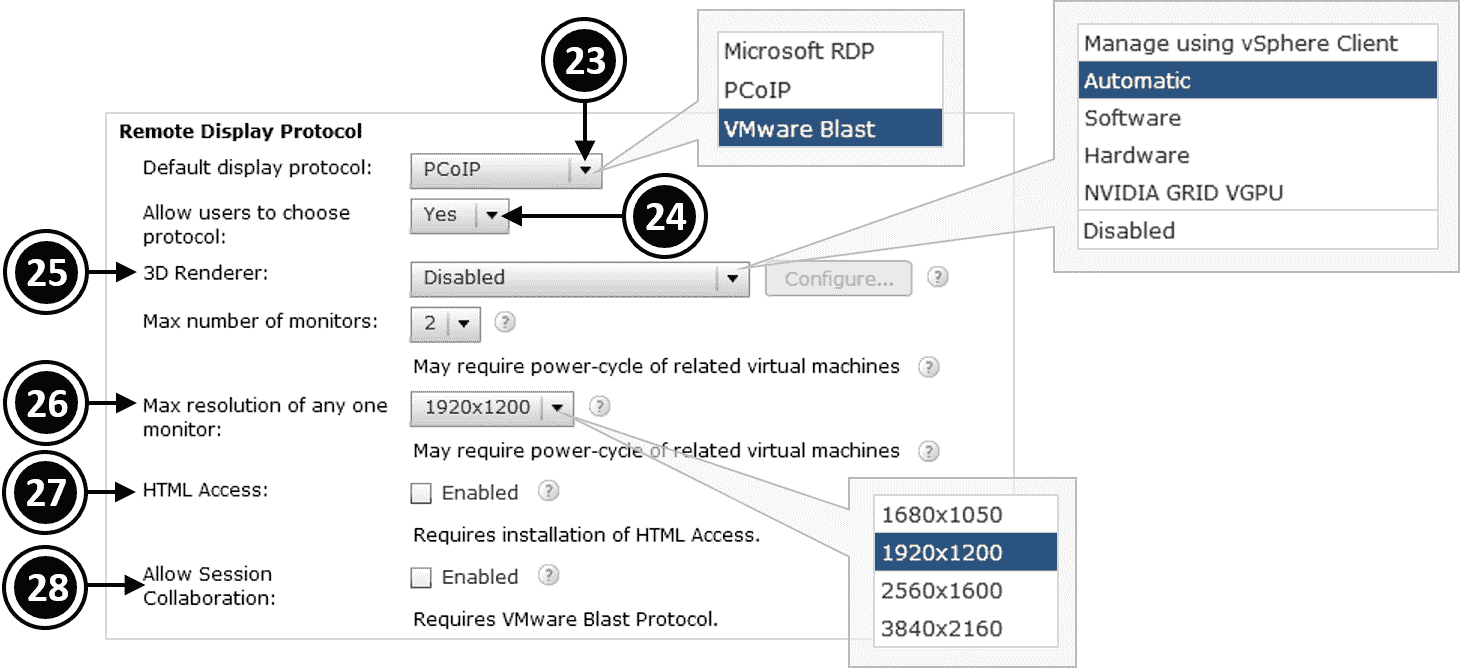 23
Microsoft RDP
PCoIP
VMware Blast
Manage using vSphere Client
Automatic
Software
Hardware
NVIDIA GRID VGPU
Disabled
Remote Display Protocol
Default display protocol: PCoIP
24
Allow users to choose
protocol:
Yes
25
3D Renderer: Disabled Configure... ?
Max number of monitors: 2 ?
May require power-cycle of related virtual machines ?
26
Max resolution of any one
monitor:
1920x1200 ?
May require power-cycle of related virtual machines ?
1680x1050
1920x1200
2560x1600
3840x2160
27
HTML Access: Enabled ?
Requires installation of HTML Access.
28
Allow Session
Collaboration:
Enabled ?
Requires VMware Blast Protocol.